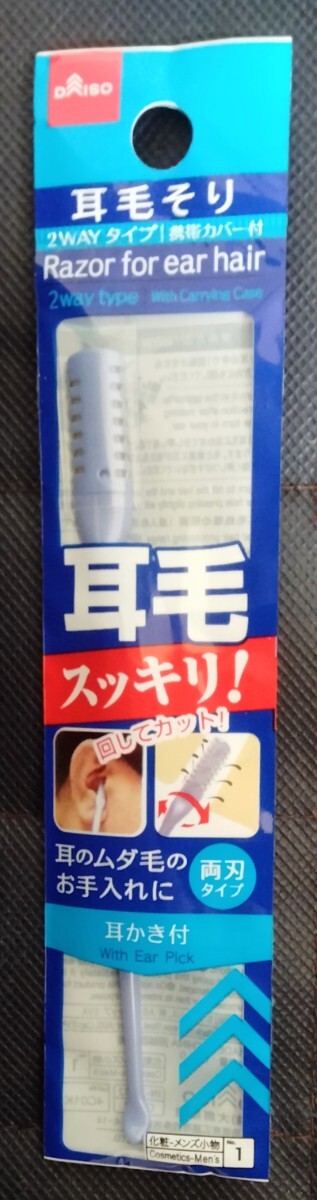 DAISO
耳毛そり
2WAYタイプ|携帯カバー付
Razor for ear hair
2way type With Carrying Case
耳毛
スッキリ!
回してカット!
耳のムダ毛の
お手入れに
両刃
タイプ
耳かき付
With Ear Pick
化粧-メンズ小物
Cosmetics-Men's
No.
1